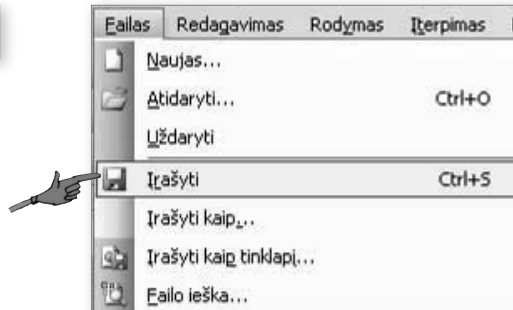 Failas Redagavimas Rodymas Įterpimas
Naujas...
Atidaryti... Ctrl+O
Uždaryti
Įrašyti Ctrl+S
Įrašyti kaip...
Įrašyti kaip tinklapį...
Failo ieška...